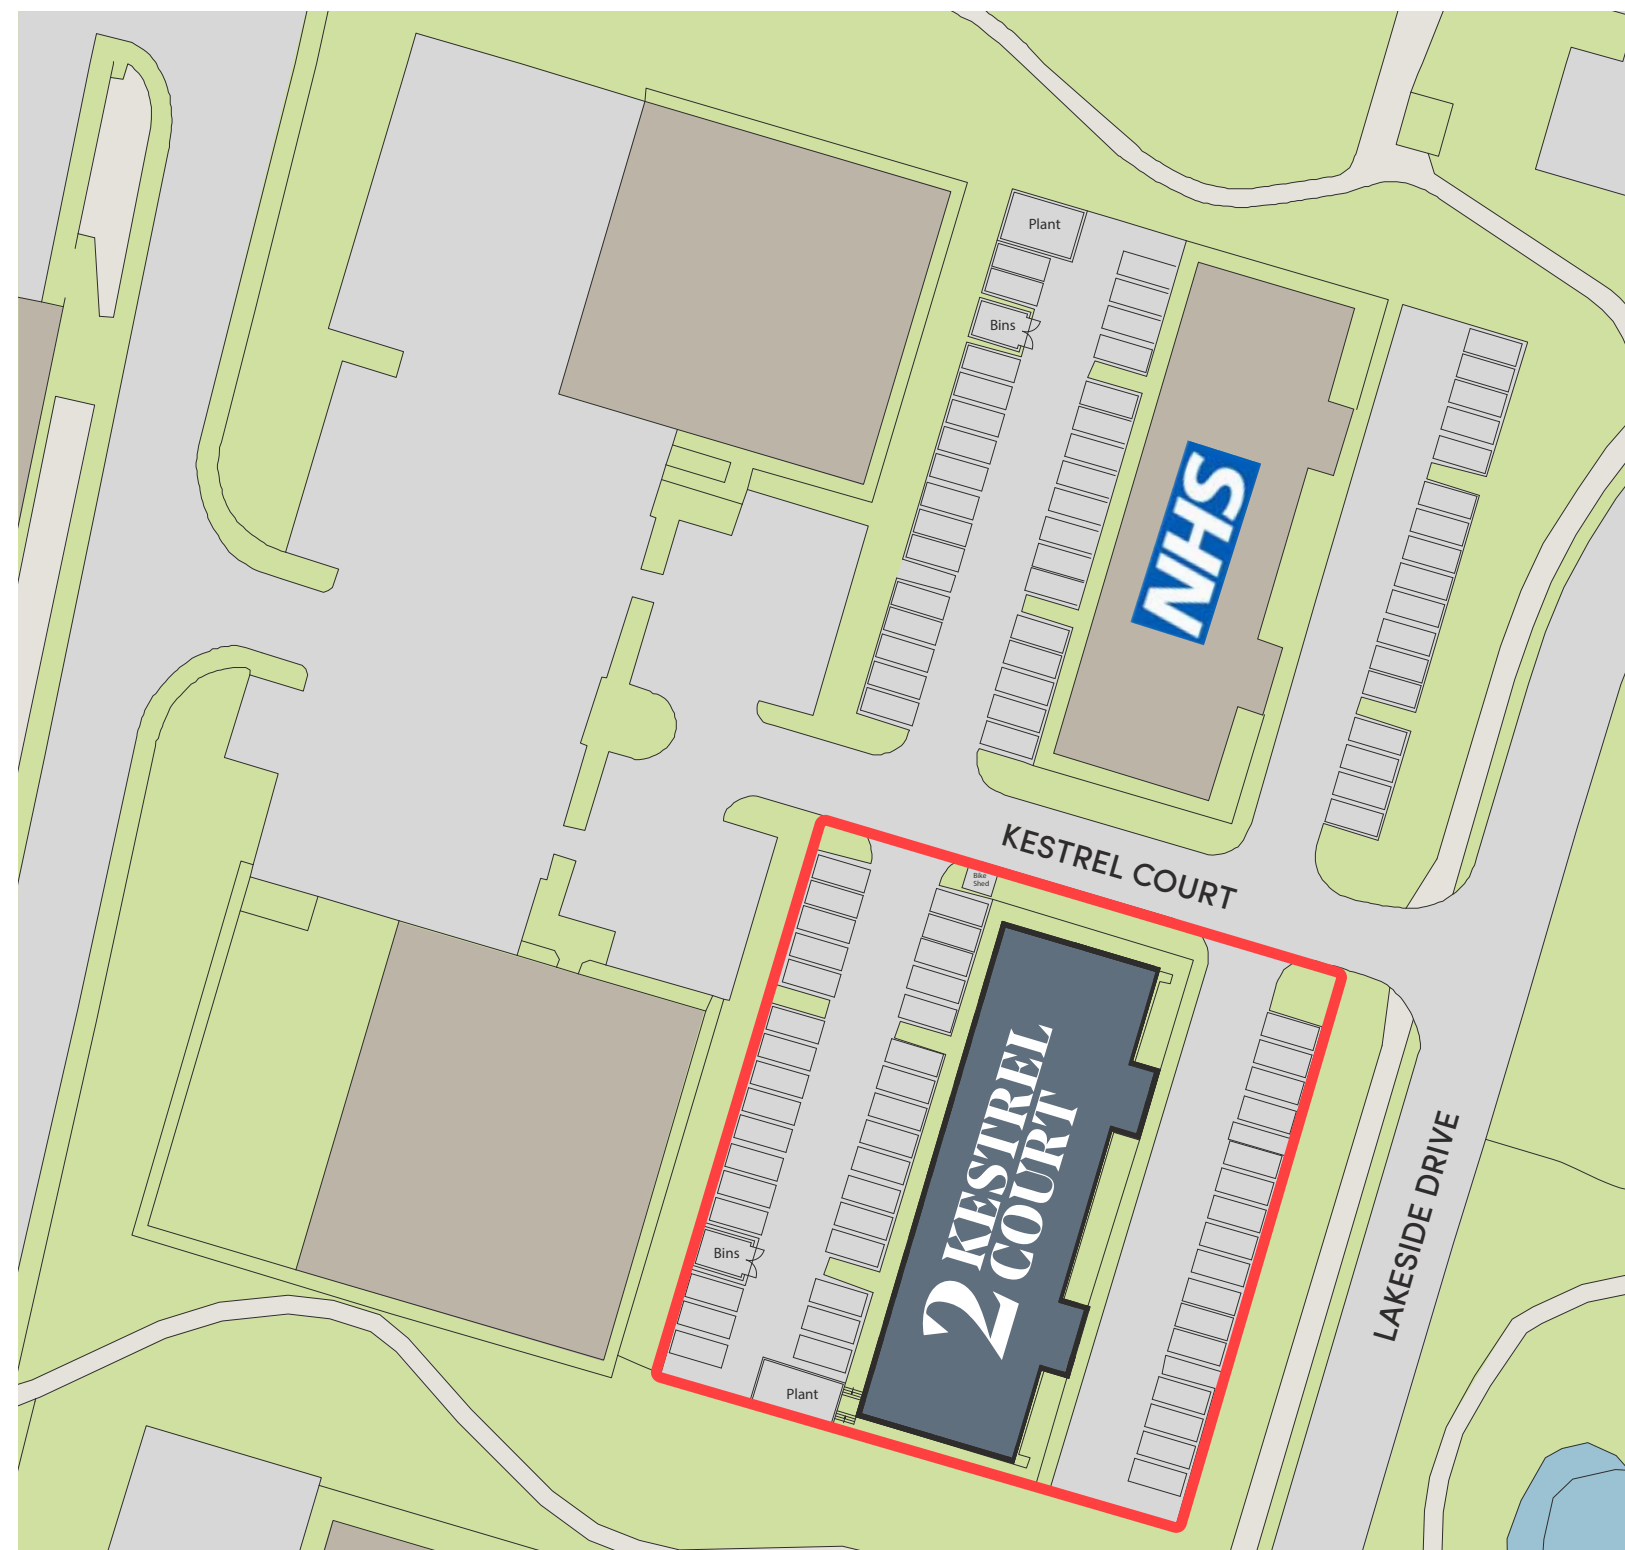 Plant
Bins
NHS
KESTREL COURT
Bike
Shed
2 KESTREL
COURT
LAKESIDE DRIVE
Bins
Plant